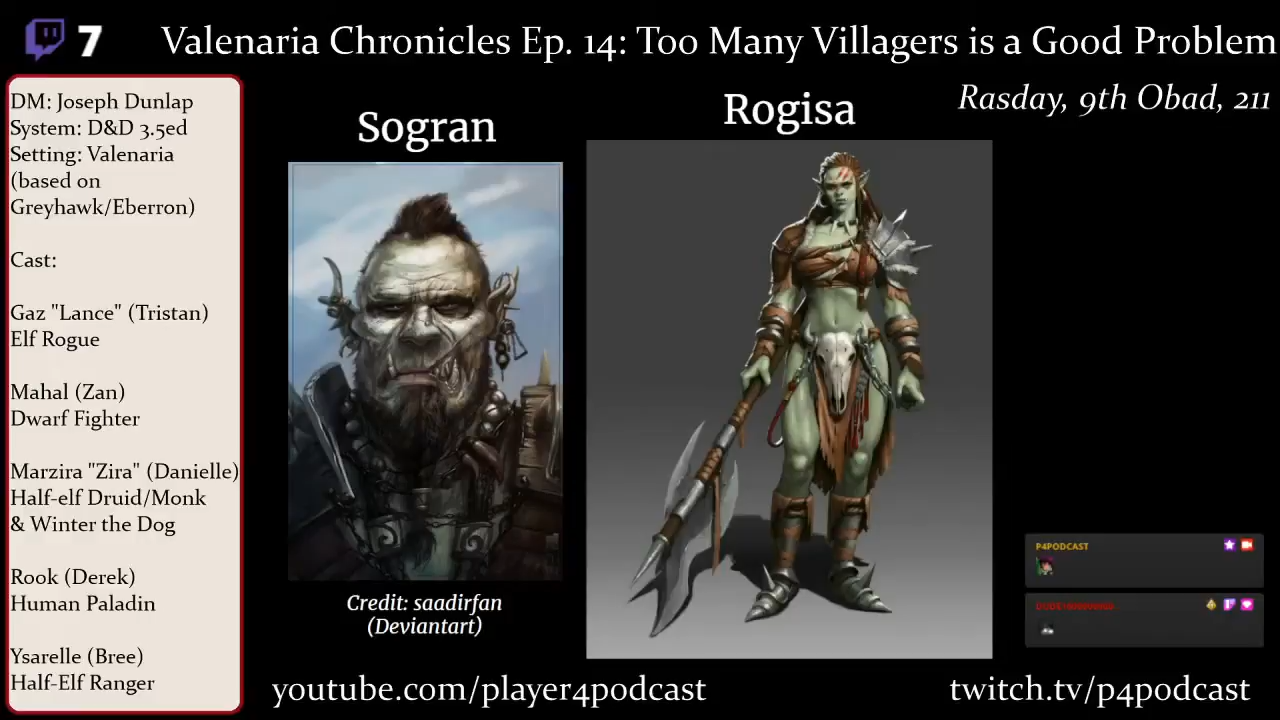 7
Valenaria Chronicles Ep. 14: Too Many Villagers is a Good Problem
Rasday, 9th Obad, 211
DM: Joseph Dunlap
System: D&D 3.5ed
Setting: Valenaria
(based on
Greyhawk/Eberron)
Cast:
Gaz "Lance" (Tristan)
Elf Rogue
Mahal (Zan)
Dwarf Fighter
Marzira "Zira" (Danielle)
Half-elf Druid/Monk
& Winter the Dog
Rook (Derek)
Human Paladin
Ysarelle (Bree)
Half-Elf Ranger
Sogran
Credit: saadirfan
(Deviantart)
Rogisa
P4PODCAST
youtube.com/player4podcast
twitch.tv/p4podcast